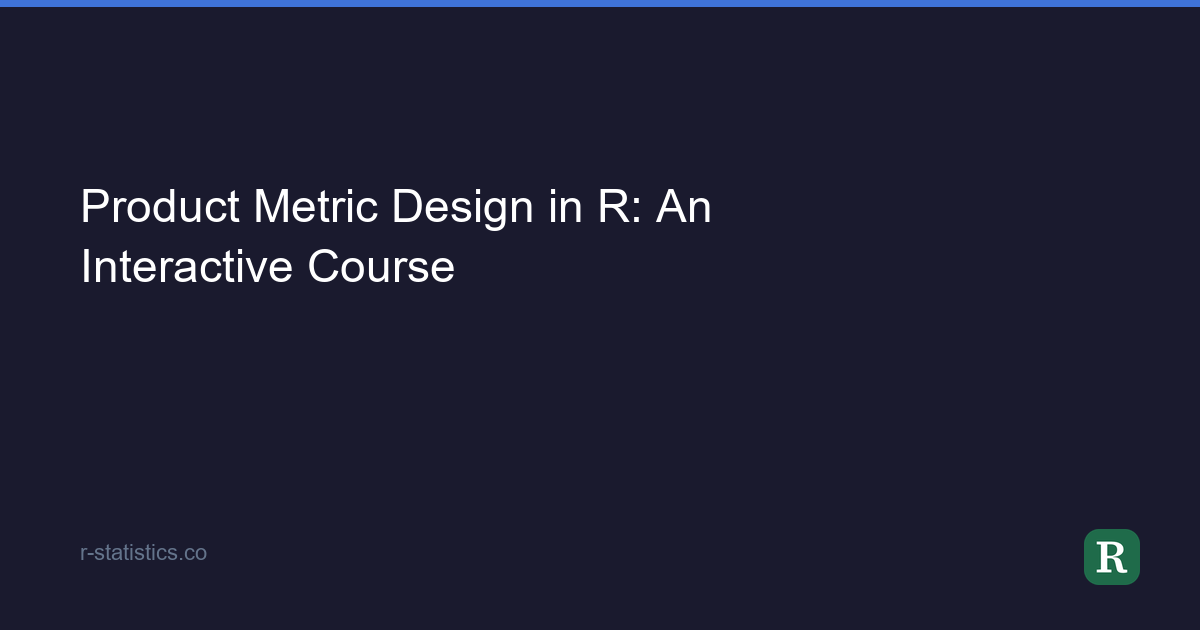 Product Metric Design in R: An
Interactive Course
r-statistics.co
R